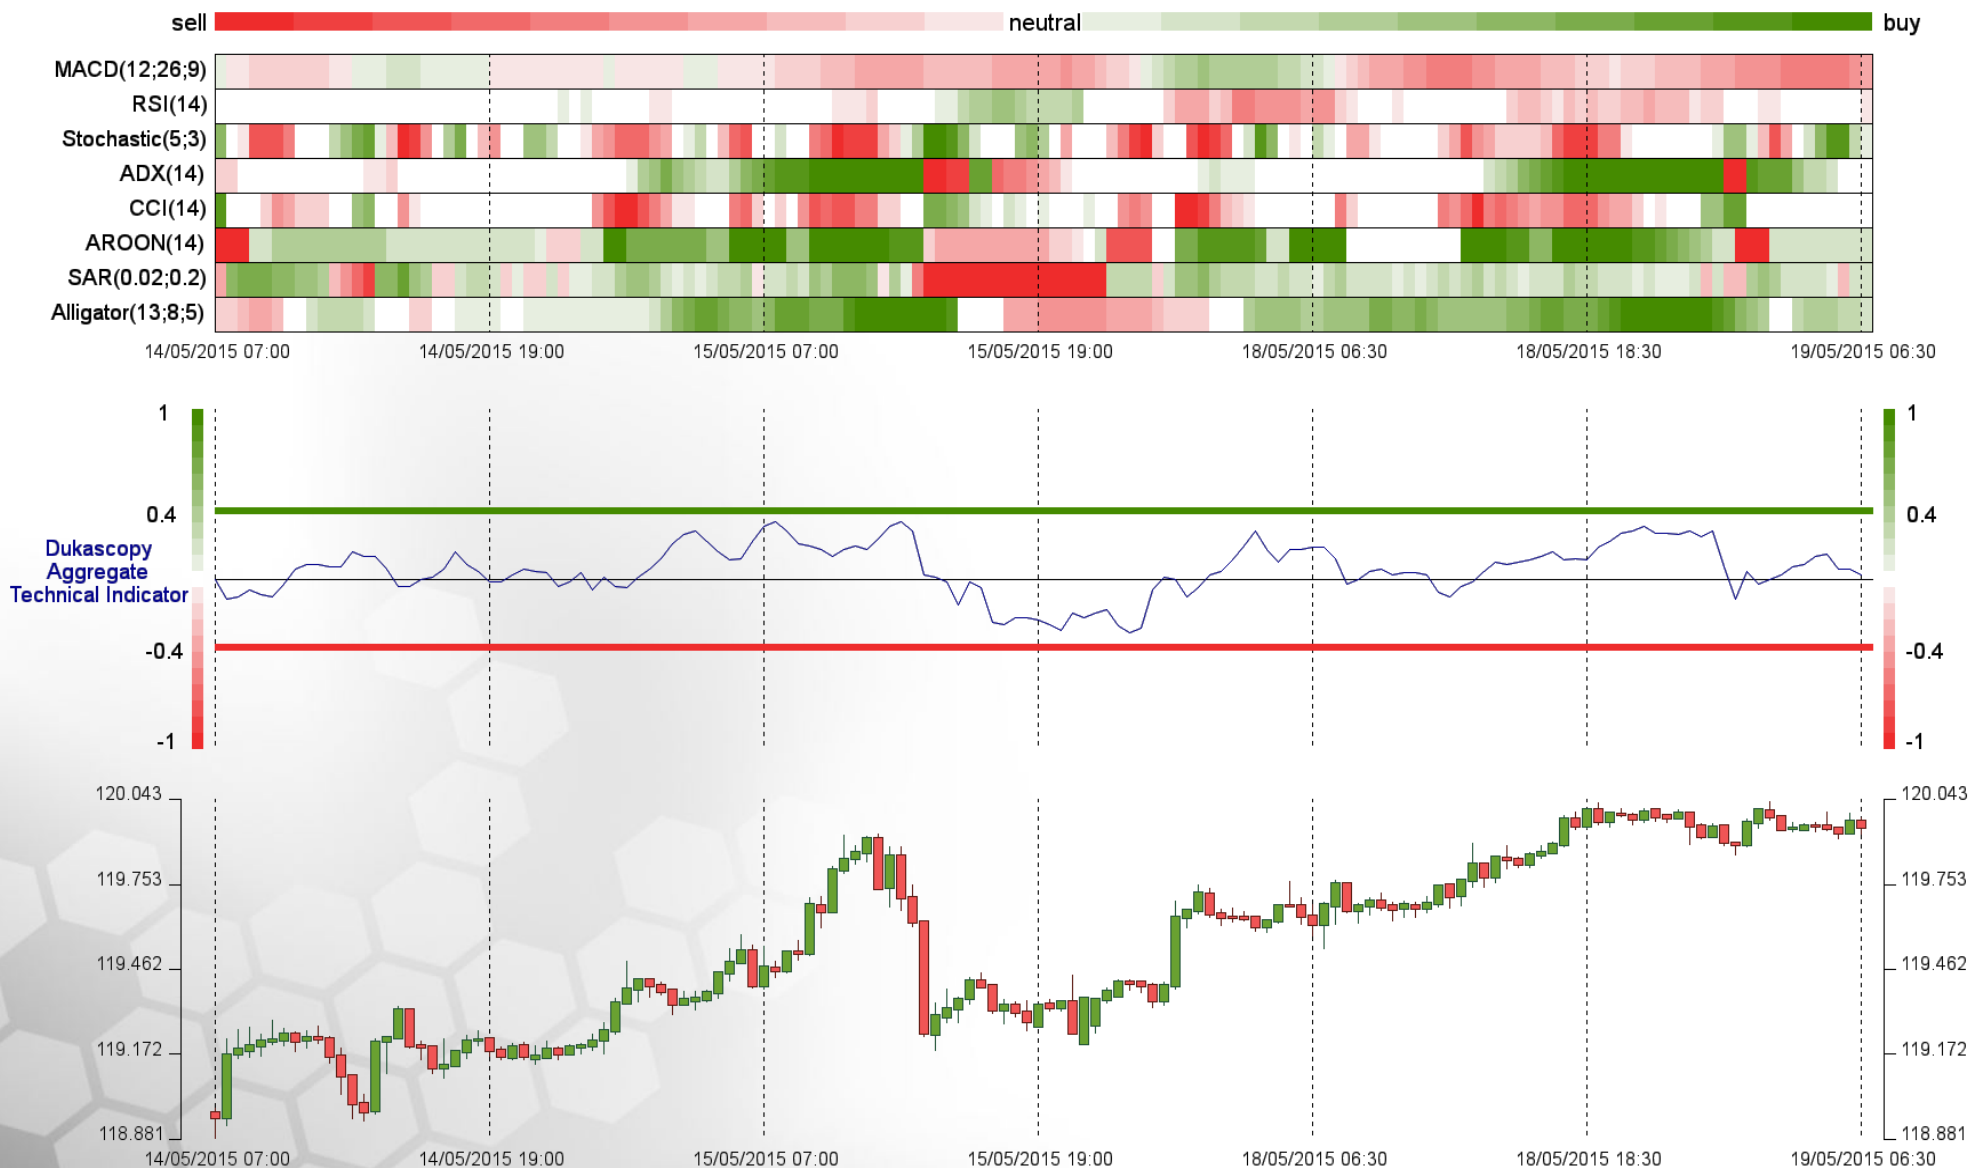 sell neutral buy
MACD(12;26;9)
RSI(14)
Stochastic(5;3)
ADX(14)
CCI(14)
AROON(14)
SAR(0.02;0.2)
Alligator(13;8;5)
14/05/2015 07:00 14/05/2015 19:00 15/05/2015 07:00 15/05/2015 19:00 18/05/2015 06:30 18/05/2015 18:30 19/05/2015 06:30
1 1
0.4 0.4
Dukascopy
Aggregate
Technical Indicator
-0.4 -0.4
-1 -1
120.043 120.043
119.753 119.753
119.462 119.462
119.172 119.172
118.881 118.881
14/05/2015 07:00 14/05/2015 19:00 15/05/2015 07:00 15/05/2015 19:00 18/05/2015 06:30 18/05/2015 18:30 19/05/2015 06:30